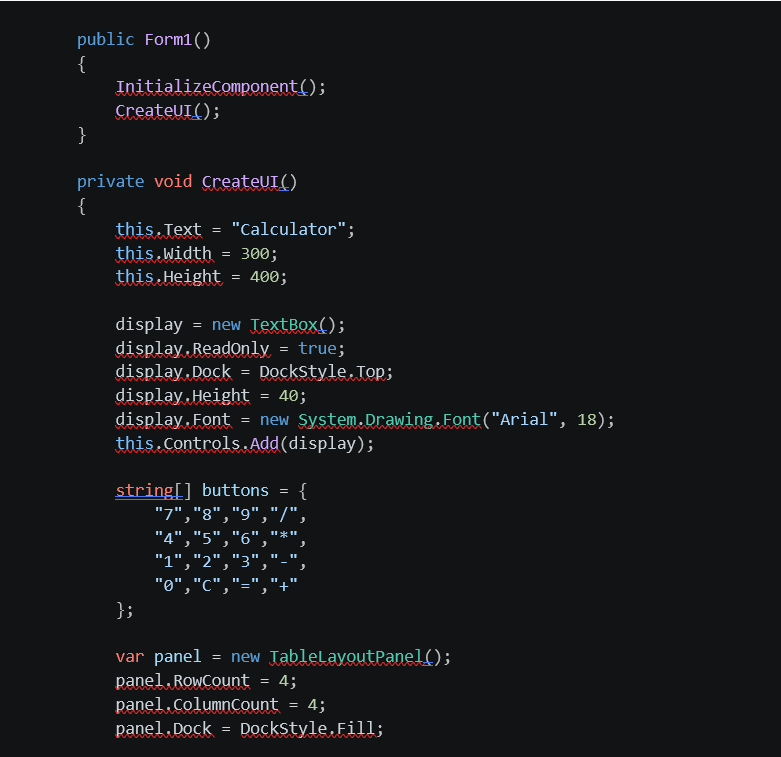 public Form1()
{
InitializeComponent();
CreateUI();
}
private void CreateUI()
{
this.Text = "Calculator";
this.Width = 300;
this.Height = 400;
display = new TextBox();
display.ReadOnly = true;
display.Dock = DockStyle.Top;
display.Height = 40;
display.Font = new System.Drawing.Font("Arial", 18);
this.Controls.Add(display);
string[] buttons = {
"7","8","9","/",
"4","5","6","*",
"1","2","3","-",
"0","C","=","+"
};
var panel = new TableLayoutPanel();
panel.RowCount = 4;
panel.ColumnCount = 4;
panel.Dock = DockStyle.Fill;